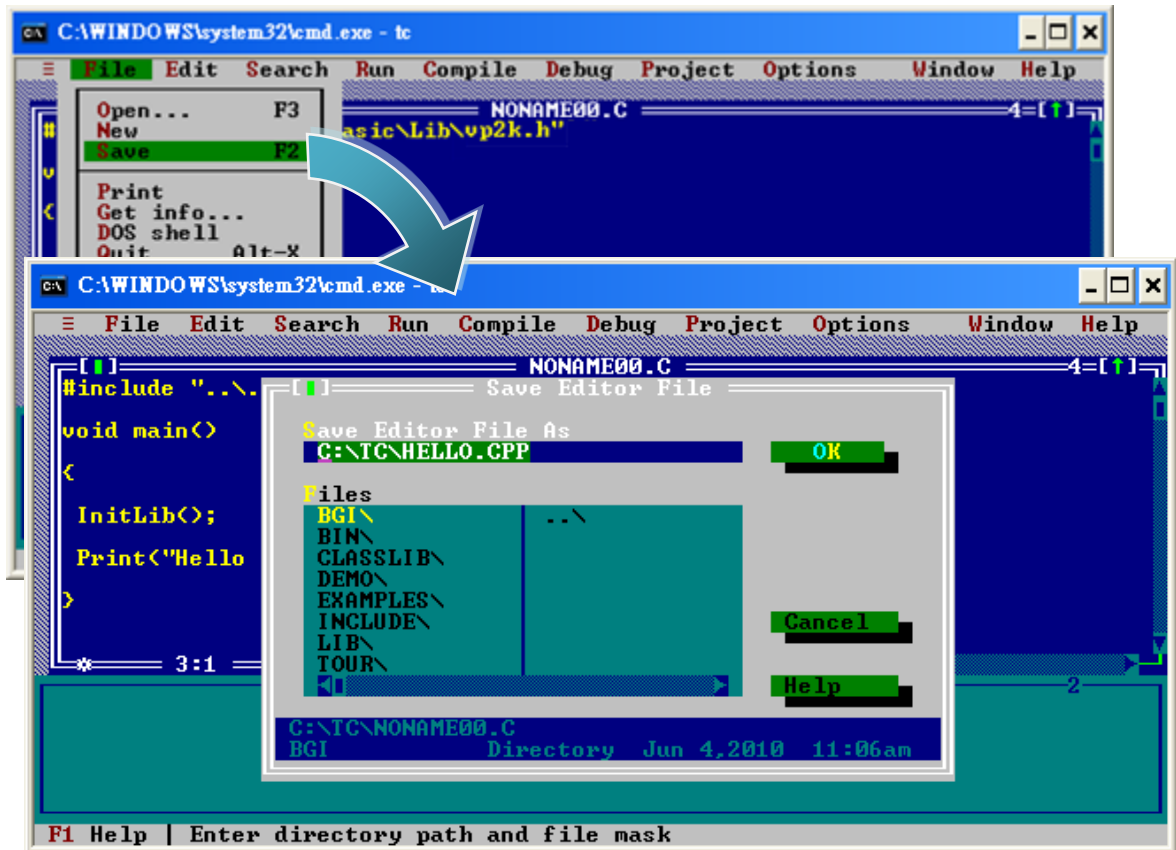 C:\WINDOWS\system32\cmd.exe - tc
≡ File Edit Search Run Compile Debug Project Options Window Help
NONAME00.C 4=[↑]
Open... F3
New
Save F2
Print
Get info...
DOS shell
Quit Alt-X
# asic\Lib\vp2k.h"
v
{
C:\WINDOWS\system32\cmd.exe -
≡ File Edit Search Run Compile Debug Project Options Window Help
NONAME00.C 4=[↑]
#include "..\.
void main()
{
InitLib();
Print("Hello
}
3:1
Save Editor File
Save Editor File As
C:\TC\HELLO.CPP
OK
Files
BGI\ ..\
BIN\
CLASSLIB\
DEMO\
EXAMPLES\
INCLUDE\
LIB\
TOUR\
Cancel
Help
C:\TC\NONAME00.C
BGI Directory Jun 4,2010 11:06am
2
F1 Help | Enter directory path and file mask